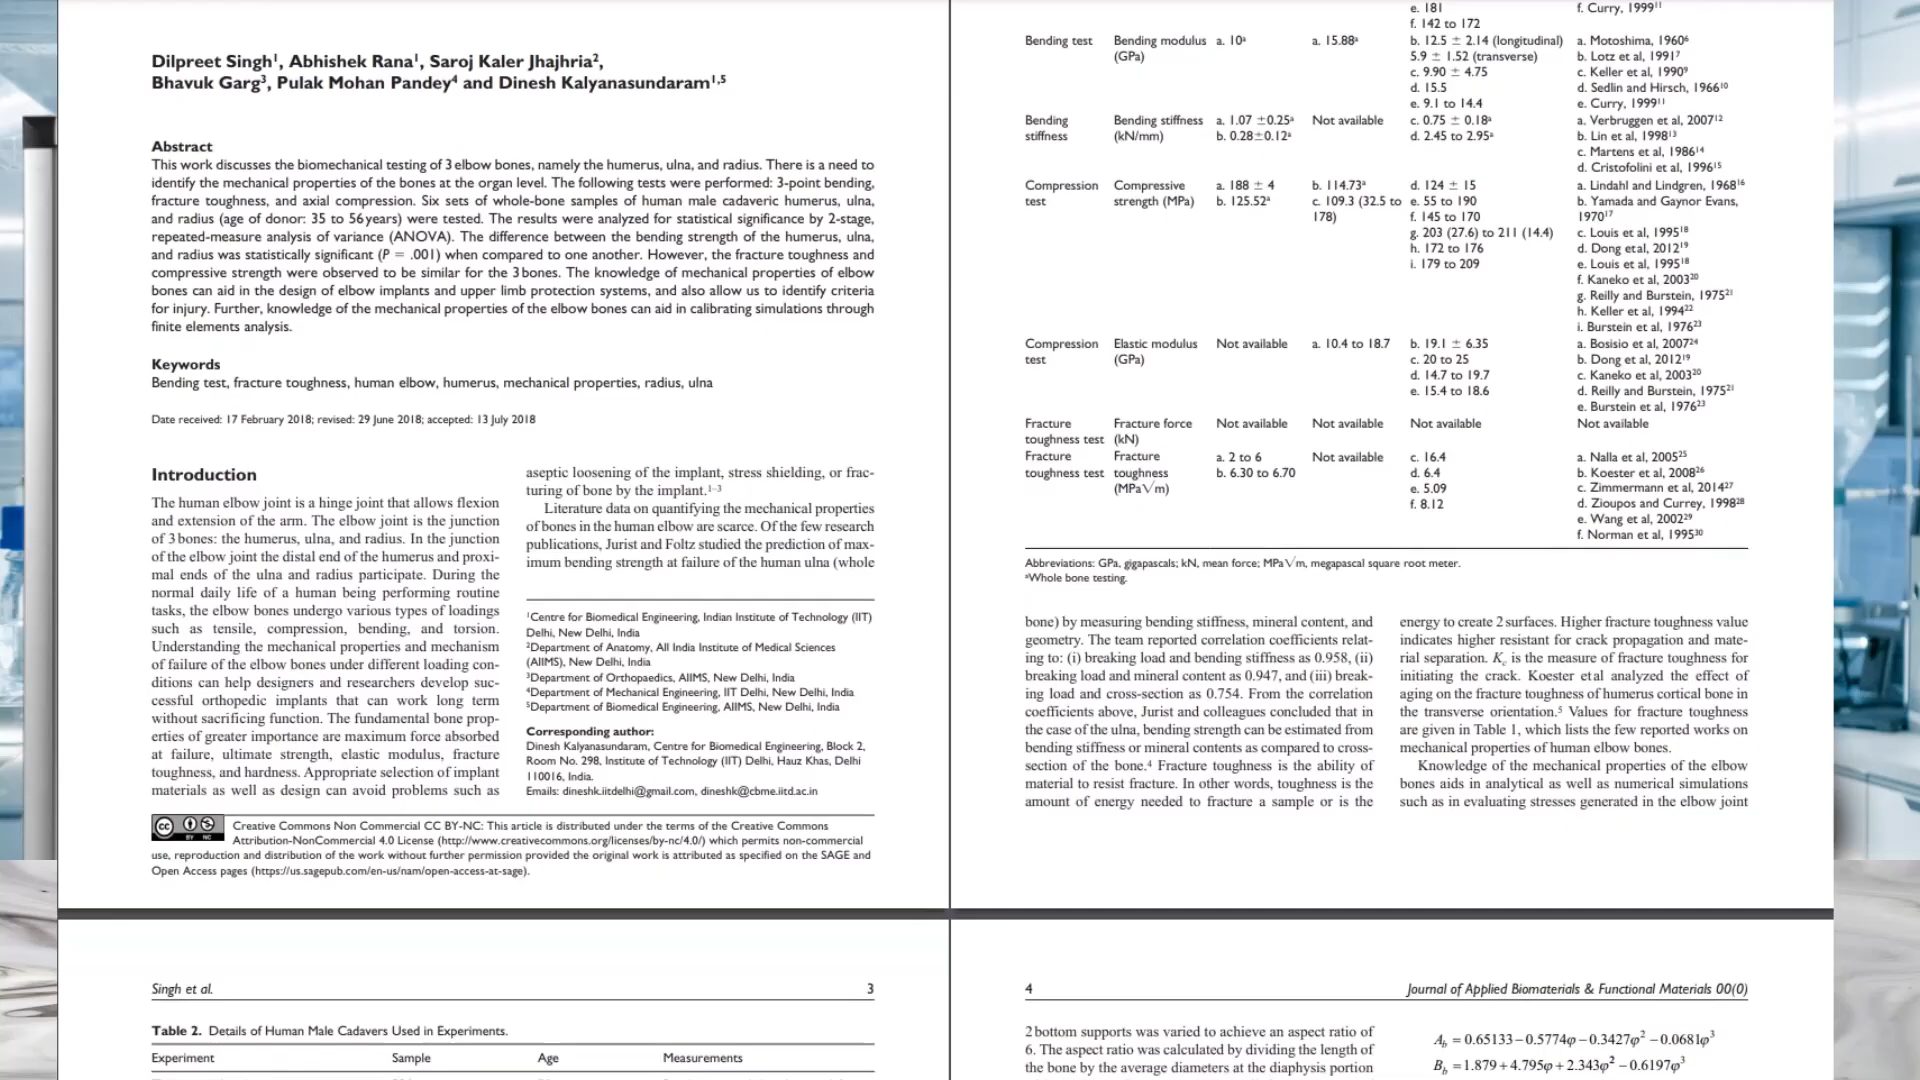 Dilpreet Singh¹, Abhishek Rana¹, Saroj Kaler Jhajhria²,
Bhavuk Garg³, Pulak Mohan Pandey⁴ and Dinesh Kalyanasundaram¹,⁵
Abstract
This work discusses the biomechanical testing of 3 elbow bones, namely the humerus, ulna, and radius. There is a need to
identify the mechanical properties of the bones at the organ level. The following tests were performed: 3-point bending,
fracture toughness, and axial compression. Six sets of whole-bone samples of human male cadaveric humerus, ulna,
and radius (age of donor: 35 to 56 years) were tested. The results were analyzed for statistical significance by 2-stage,
repeated-measure analysis of variance (ANOVA). The difference between the bending strength of the humerus, ulna,
and radius was statistically significant (P = .001) when compared to one another. However, the fracture toughness and
compressive strength were observed to be similar for the 3 bones. The knowledge of mechanical properties of elbow
bones can aid in the design of elbow implants and upper limb protection systems, and also allow us to identify criteria
for injury. Further, knowledge of the mechanical properties of the elbow bones can aid in calibrating simulations through
finite elements analysis.
Keywords
Bending test, fracture toughness, human elbow, humerus, mechanical properties, radius, ulna
Date received: 17 February 2018; revised: 29 June 2018; accepted: 13 July 2018
Introduction
The human elbow joint is a hinge joint that allows flexion
and extension of the arm. The elbow joint is the junction
of 3 bones: the humerus, ulna, and radius. In the junction
of the elbow joint the distal end of the humerus and proxi-
mal ends of the ulna and radius participate. During the
normal daily life of a human being performing routine
tasks, the elbow bones undergo various types of loadings
such as tensile, compression, bending, and torsion.
Understanding the mechanical properties and mechanism
of failure of the elbow bones under different loading con-
ditions can help designers and researchers develop suc-
cessful orthopedic implants that can work long term
without sacrificing function. The fundamental bone prop-
erties of greater importance are maximum force absorbed
at failure, ultimate strength, elastic modulus, fracture
toughness, and hardness. Appropriate selection of implant
materials as well as design can avoid problems such as
aseptic loosening of the implant, stress shielding, or frac-
turing of bone by the implant.¹⁻³
Literature data on quantifying the mechanical properties
of bones in the human elbow are scarce. Of the few research
publications, Jurist and Foltz studied the prediction of max-
imum bending strength at failure of the human ulna (whole
¹Centre for Biomedical Engineering, Indian Institute of Technology (IIT)
Delhi, New Delhi, India
²Department of Anatomy, All India Institute of Medical Sciences
(AIIMS), New Delhi, India
³Department of Orthopaedics, AIIMS, New Delhi, India
⁴Department of Mechanical Engineering, IIT Delhi, New Delhi, India
⁵Department of Biomedical Engineering, AIIMS, New Delhi, India
Corresponding author:
Dinesh Kalyanasundaram, Centre for Biomedical Engineering, Block 2,
Room No. 298, Institute of Technology (IIT) Delhi, Hauz Khas, Delhi
110016, India.
Emails: dineshk.iitdelhi@gmail.com, dineshk@cbme.iitd.ac.in
cc BY NC
Creative Commons Non Commercial CC BY-NC: This article is distributed under the terms of the Creative Commons
Attribution-NonCommercial 4.0 License (http://www.creativecommons.org/licenses/by-nc/4.0/) which permits non-commercial
use, reproduction and distribution of the work without further permission provided the original work is attributed as specified on the SAGE and
Open Access pages (https://us.sagepub.com/en-us/nam/open-access-at-sage).
e. 181 f. Curry, 1999¹¹
f. 142 to 172
Bending test Bending modulus a. 10ᵃ a. 15.88ᵃ b. 12.5 ± 2.14 (longitudinal) a. Motoshima, 1960⁶
(GPa) 5.9 ± 1.52 (transverse) b. Lotz et al, 1991⁷
c. 9.90 ± 4.75 c. Keller et al, 1990⁹
d. 15.5 d. Sedlin and Hirsch, 1966¹⁰
e. 9.1 to 14.4 e. Curry, 1999¹¹
Bending Bending stiffness a. 1.07 ±0.25ᵃ Not available c. 0.75 ± 0.18ᵃ a. Verbruggen et al, 2007¹²
stiffness (kN/mm) b. 0.28±0.12ᵃ d. 2.45 to 2.95ᵃ b. Lin et al, 1998¹³
c. Martens et al, 1986¹⁴
d. Cristofolini et al, 1996¹⁵
Compression Compressive a. 188 ± 4 b. 114.73ᵃ d. 124 ± 15 a. Lindahl and Lindgren, 1968¹⁶
test strength (MPa) b. 125.52ᵃ c. 109.3 (32.5 to e. 55 to 190 b. Yamada and Gaynor Evans,
178) f. 145 to 170 1970¹⁷
g. 203 (27.6) to 211 (14.4) c. Louis et al, 1995¹⁸
h. 172 to 176 d. Dong et al, 2012¹⁹
i. 179 to 209 e. Louis et al, 1995¹⁸
f. Kaneko et al, 2003²⁰
g. Reilly and Burstein, 1975²¹
h. Keller et al, 1994²²
i. Burstein et al, 1976²³
Compression Elastic modulus Not available a. 10.4 to 18.7 b. 19.1 ± 6.35 a. Bosisio et al, 2007²⁴
test (GPa) c. 20 to 25 b. Dong et al, 2012¹⁹
d. 14.7 to 19.7 c. Kaneko et al, 2003²⁰
e. 15.4 to 18.6 d. Reilly and Burstein, 1975²¹
e. Burstein et al, 1976²³
Fracture Fracture force Not available Not available Not available Not available
toughness test (kN)
Fracture Fracture a. 2 to 6 Not available c. 16.4 a. Nalla et al, 2005²⁵
toughness test toughness b. 6.30 to 6.70 d. 6.4 b. Koester et al, 2008²⁶
(MPa√m) e. 5.09 c. Zimmermann et al, 2014²⁷
f. 8.12 d. Zioupos and Currey, 1998²⁸
e. Wang et al, 2002²⁹
f. Norman et al, 1995³⁰
Abbreviations: GPa, gigapascals; kN, mean force; MPa√m, megapascal square root meter.
ᵃWhole bone testing.
bone) by measuring bending stiffness, mineral content, and
geometry. The team reported correlation coefficients relat-
ing to: (i) breaking load and bending stiffness as 0.958, (ii)
breaking load and mineral content as 0.947, and (iii) break-
ing load and cross-section as 0.754. From the correlation
coefficients above, Jurist and colleagues concluded that in
the case of the ulna, bending strength can be estimated from
bending stiffness or mineral contents as compared to cross-
section of the bone.⁴ Fracture toughness is the ability of
material to resist fracture. In other words, toughness is the
amount of energy needed to fracture a sample or is the
energy to create 2 surfaces. Higher fracture toughness value
indicates higher resistant for crack propagation and mate-
rial separation. K꜀ is the measure of fracture toughness for
initiating the crack. Koester et al analyzed the effect of
aging on the fracture toughness of humerus cortical bone in
the transverse orientation.⁵ Values for fracture toughness
are given in Table 1, which lists the few reported works on
mechanical properties of human elbow bones.
Knowledge of the mechanical properties of the elbow
bones aids in analytical as well as numerical simulations
such as in evaluating stresses generated in the elbow joint
Singh et al. 3
Table 2. Details of Human Male Cadavers Used in Experiments.
Experiment Sample Age Measurements
4 Journal of Applied Biomaterials & Functional Materials 00(0)
2 bottom supports was varied to achieve an aspect ratio of
6. The aspect ratio was calculated by dividing the length of
the bone by the average diameters at the diaphysis portion
A_b = 0.65133 − 0.5774φ − 0.3427φ² − 0.0681φ³
B_b = 1.879 + 4.795φ + 2.343φ² − 0.6197φ³